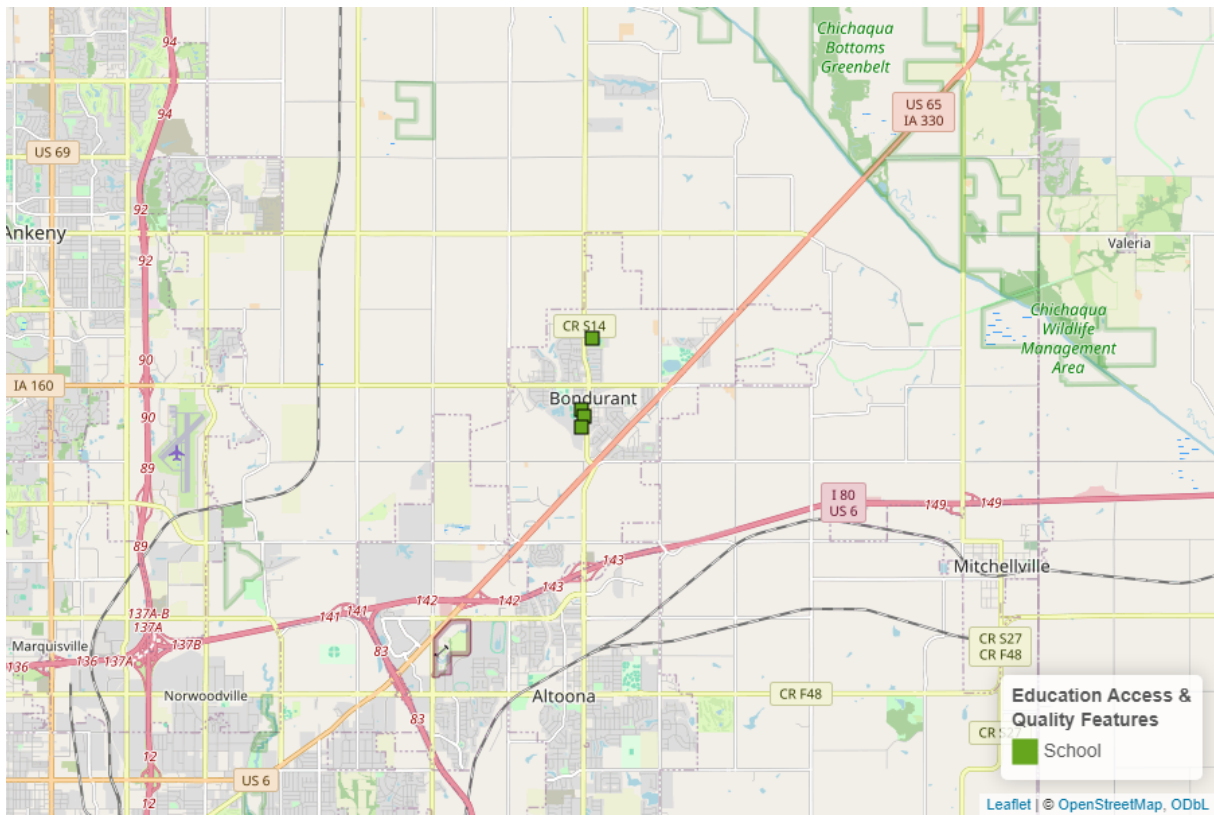 94
Chichaqua
Bottoms
Greenbelt
94
US 65
IA 330
US 69
92
Ankeny
92
Valeria
Chichaqua
Wildlife
Management
Area
CR S14
90
IA 160
Bondurant
90
89
I 80
US 6
149
149
89
143
Mitchellville
143
142
142
141
141
137A-B
137A
137B
Marquisville
136
136
137A
83
CR S27
CR F48
Norwoodville
Altoona
CR F48
83
Education Access &
Quality Features
School
CR S27
12
US 6
12
Leaflet | © OpenStreetMap, ODbL